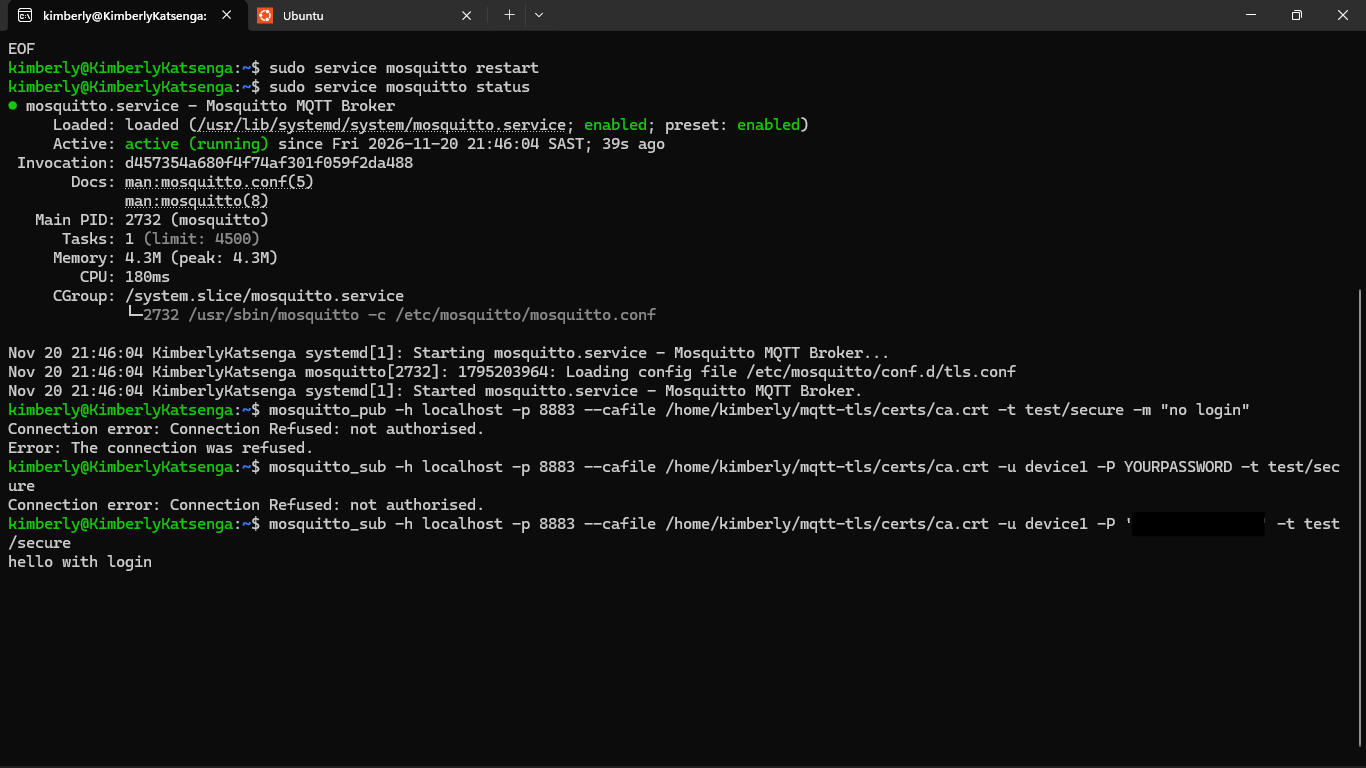 kimberly@KimberlyKatsenga:
Ubuntu
EOF
kimberly@KimberlyKatsenga:~$ sudo service mosquitto restart
kimberly@KimberlyKatsenga:~$ sudo service mosquitto status
● mosquitto.service - Mosquitto MQTT Broker
Loaded: loaded (/usr/lib/systemd/system/mosquitto.service; enabled; preset: enabled)
Active: active (running) since Fri 2026-11-20 21:46:04 SAST; 39s ago
Invocation: d457354a680f4f74af301f059f2da488
Docs: man:mosquitto.conf(5)
man:mosquitto(8)
Main PID: 2732 (mosquitto)
Tasks: 1 (limit: 4500)
Memory: 4.3M (peak: 4.3M)
CPU: 180ms
CGroup: /system.slice/mosquitto.service
└─2732 /usr/sbin/mosquitto -c /etc/mosquitto/mosquitto.conf
Nov 20 21:46:04 KimberlyKatsenga systemd[1]: Starting mosquitto.service - Mosquitto MQTT Broker...
Nov 20 21:46:04 KimberlyKatsenga mosquitto[2732]: 1795203964: Loading config file /etc/mosquitto/conf.d/tls.conf
Nov 20 21:46:04 KimberlyKatsenga systemd[1]: Started mosquitto.service - Mosquitto MQTT Broker.
kimberly@KimberlyKatsenga:~$ mosquitto_pub -h localhost -p 8883 --cafile /home/kimberly/mqtt-tls/certs/ca.crt -t test/secure -m "no login"
Connection error: Connection Refused: not authorised.
Error: The connection was refused.
kimberly@KimberlyKatsenga:~$ mosquitto_sub -h localhost -p 8883 --cafile /home/kimberly/mqtt-tls/certs/ca.crt -u device1 -P YOURPASSWORD -t test/sec
ure
Connection error: Connection Refused: not authorised.
kimberly@KimberlyKatsenga:~$ mosquitto_sub -h localhost -p 8883 --cafile /home/kimberly/mqtt-tls/certs/ca.crt -u device1 -P ' ' -t test
/secure
hello with login